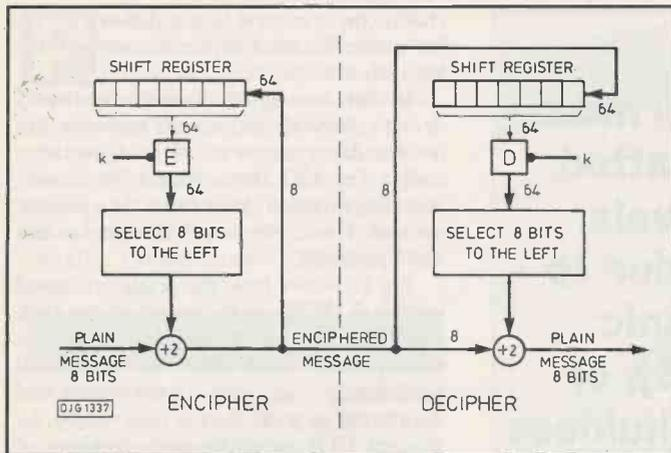 SHIFT REGISTER
64
64
E
k
64
8
SELECT 8 BITS
TO THE LEFT
PLAIN
MESSAGE
8 BITS
+2
ENCIPHERED
MESSAGE
DJG1337
ENCIPHER
SHIFT REGISTER
64
64
D
k
64
8
SELECT 8 BITS
TO THE LEFT
8
+2
PLAIN
MESSAGE
8 BITS
DECIPHER